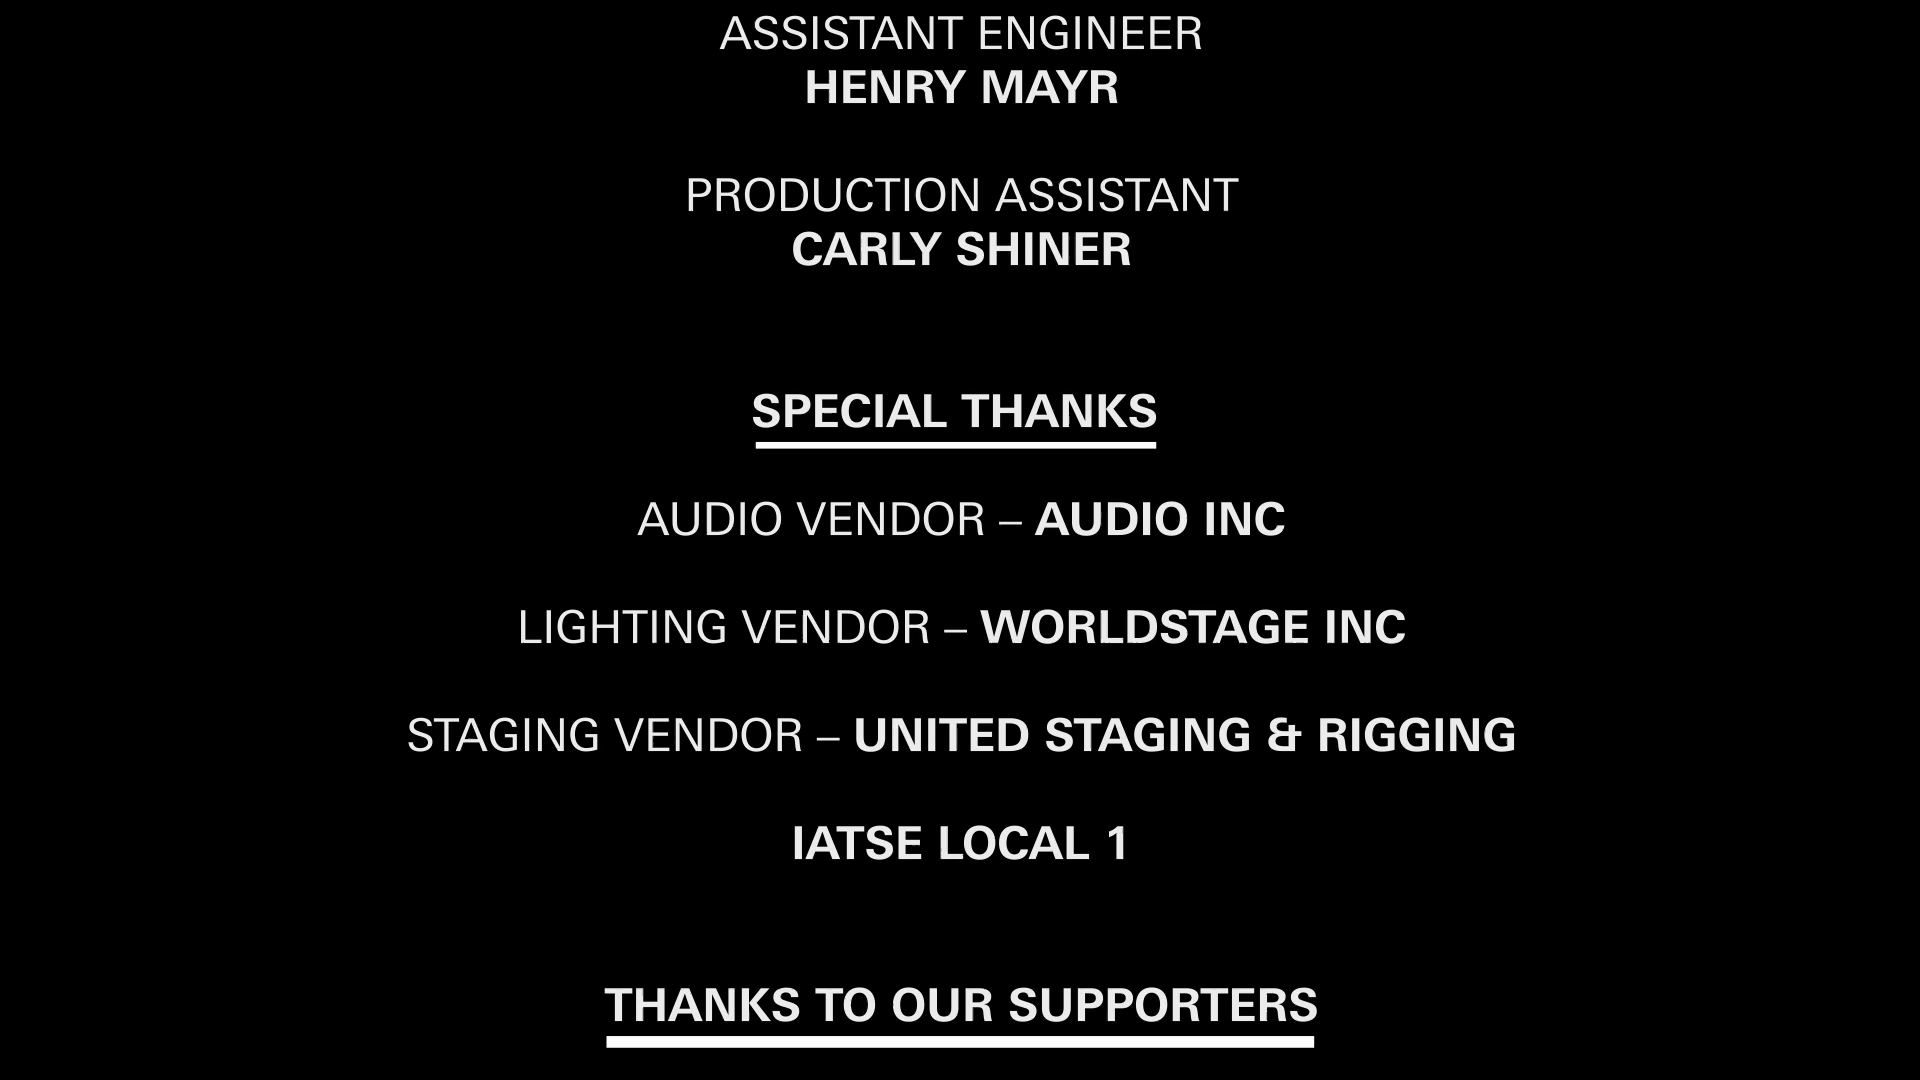 ASSISTANT ENGINEER
HENRY MAYR
PRODUCTION ASSISTANT
CARLY SHINER
SPECIAL THANKS
AUDIO VENDOR – AUDIO INC
LIGHTING VENDOR – WORLDSTAGE INC
STAGING VENDOR – UNITED STAGING & RIGGING
IATSE LOCAL 1
THANKS TO OUR SUPPORTERS